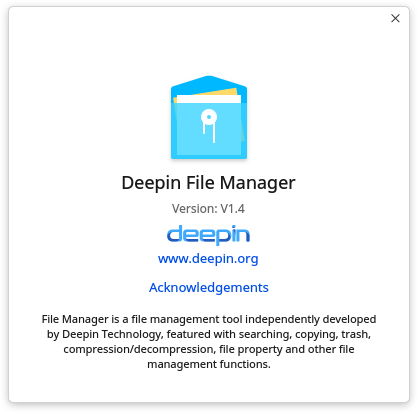 Deepin File Manager
Version: V1.4
deepin
www.deepin.org
Acknowledgements
File Manager is a file management tool independently developed
by Deepin Technology, featured with searching, copying, trash,
compression/decompression, file property and other file
management functions.